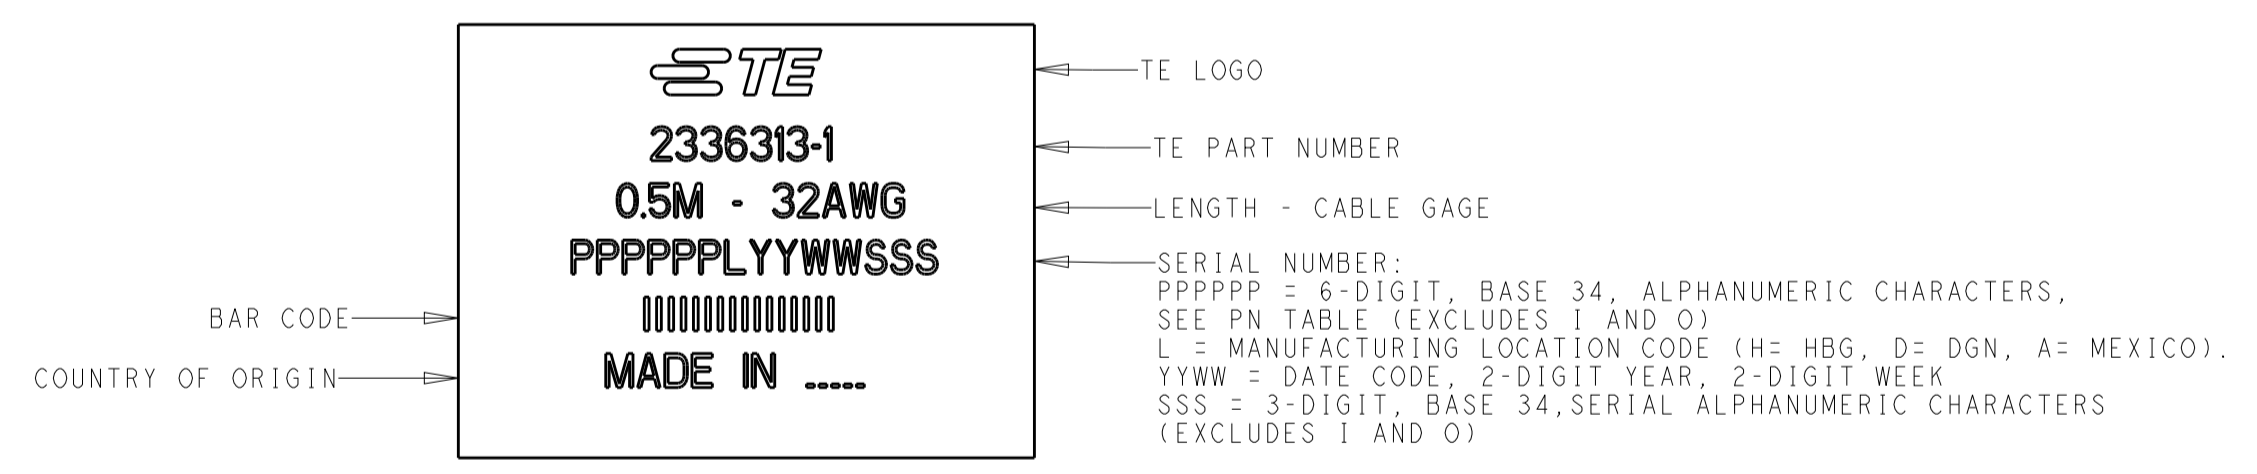 TE
2336313-1
0.5M - 32AWG
PPPPPPLYYWWSSS
MADE IN _____
BAR CODE
COUNTRY OF ORIGIN
TE LOGO
TE PART NUMBER
LENGTH - CABLE GAGE
SERIAL NUMBER:
PPPPPP = 6-DIGIT, BASE 34, ALPHANUMERIC CHARACTERS,
SEE PN TABLE (EXCLUDES I AND O)
L = MANUFACTURING LOCATION CODE (H= HBG, D= DGN, A= MEXICO).
YYWW = DATE CODE, 2-DIGIT YEAR, 2-DIGIT WEEK
SSS = 3-DIGIT, BASE 34,SERIAL ALPHANUMERIC CHARACTERS
(EXCLUDES I AND O)